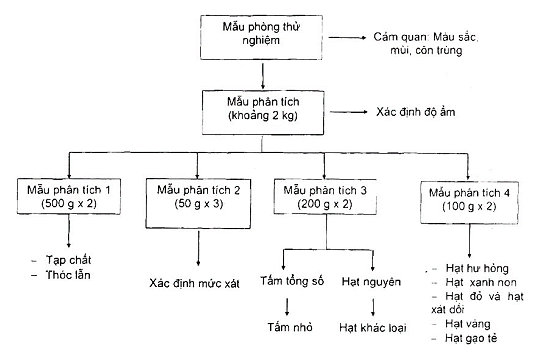 Mẫu phòng thử
nghiệm
Cảm quan: Màu sắc,
mùi, côn trùng
Mẫu phân tích
(khoảng 2 kg)
Xác định độ ẩm
Mẫu phân tích 1
(500 g x 2)
Mẫu phân tích 2
(50 g x 3)
Mẫu phân tích 3
(200 g x 2)
Mẫu phân tích 4
(100 g x 2)
– Tạp chất
– Thóc lẫn
Xác định mức xát
Tấm tổng số
Hạt nguyên
Tấm nhỏ
Hạt khác loại
– Hạt hư hỏng
– Hạt xanh non
– Hạt đỏ và hạt
xát dối
– Hạt vàng
– Hạt gạo tẻ